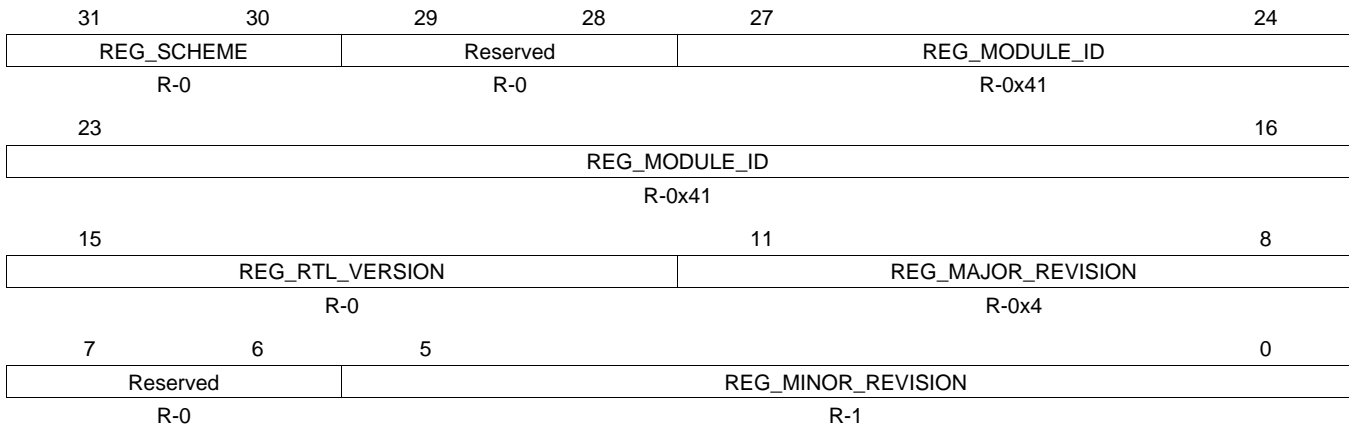 31 30 29 28 27 24
REG_SCHEME Reserved REG_MODULE_ID
R-0 R-0 R-0x41
23 16
REG_MODULE_ID
R-0x41
15 11 8
REG_RTL_VERSION REG_MAJOR_REVISION
R-0 R-0x4
7 6 5 0
Reserved REG_MINOR_REVISION
R-0 R-1